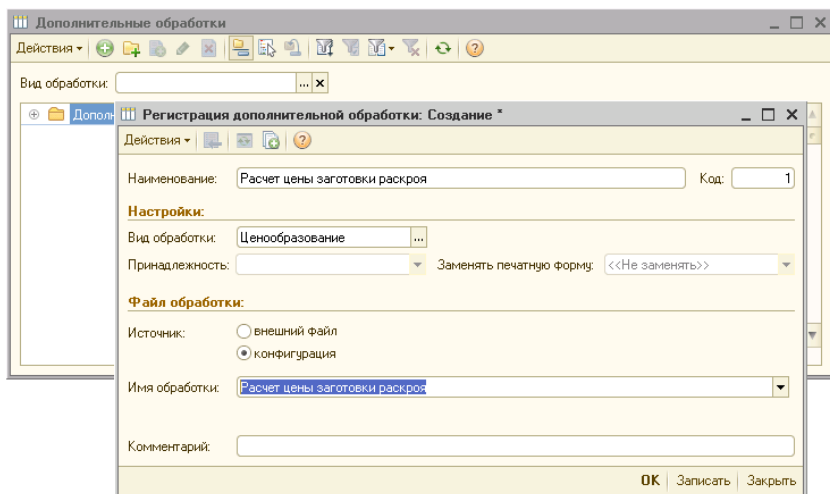 Дополнительные обработки
Действия
Вид обработки:
Регистрация дополнительной обработки: Создание *
Действия
Наименование: Расчет цены заготовки раскроя Код: 1
Настройки:
Вид обработки: Ценообразование
Принадлежность: Заменять печатную форму: <<Не заменять>>
Файл обработки:
Источник: внешний файл
конфигурация
Имя обработки: Расчет цены заготовки раскроя
Комментарий:
OK Записать Закрыть